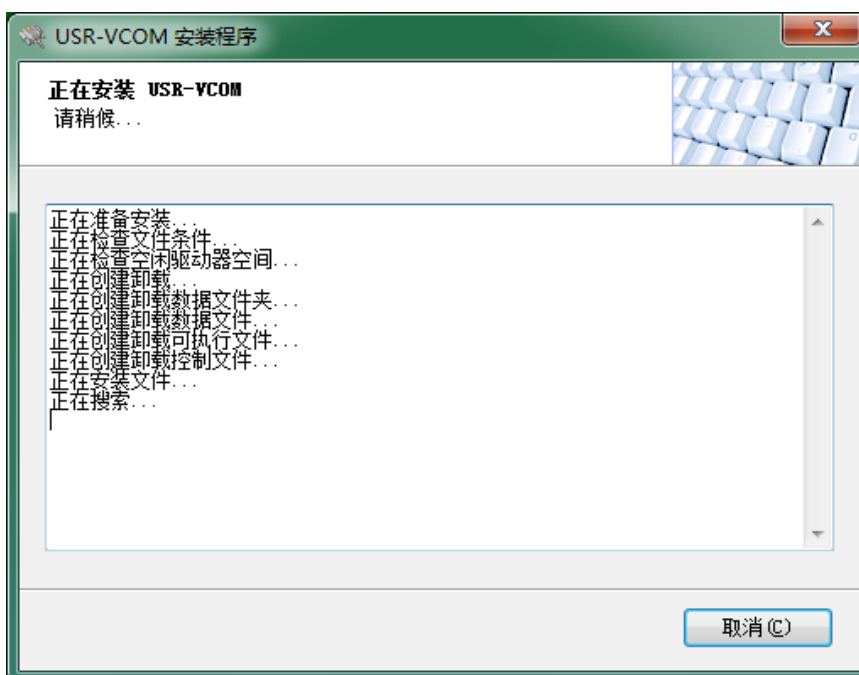 USR-VCOM 安装程序
正在安装 USR-VCOM
请稍候...
正在准备安装...
正在检查文件条件...
正在检查空闲驱动器空间...
正在创建卸载...
正在创建卸载数据文件夹...
正在创建卸载数据文件...
正在创建卸载可执行文件...
正在创建卸载控制文件...
正在安装文件...
正在搜索...
取消(C)